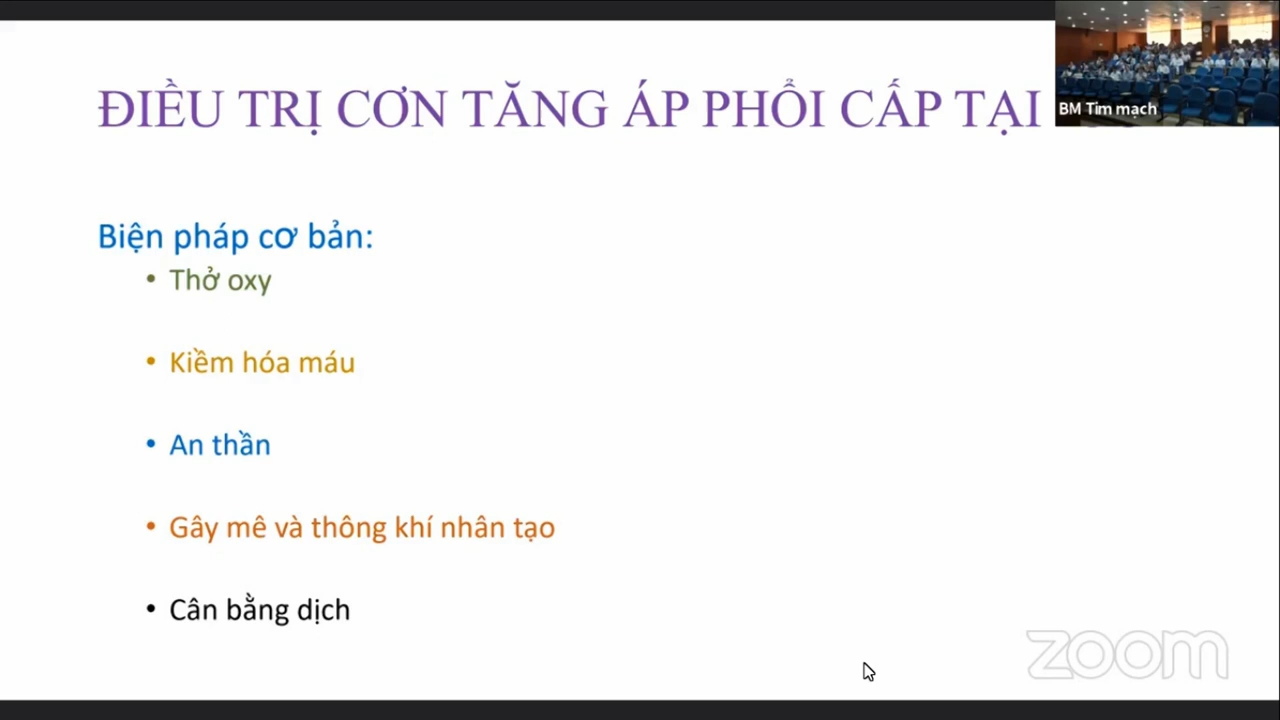 ĐIỀU TRỊ CƠN TĂNG ÁP PHỔI CẤP TẠI
BM Tim mạch
Biện pháp cơ bản:
• Thở oxy
• Kiềm hóa máu
• An thần
• Gây mê và thông khí nhân tạo
• Cân bằng dịch
zoom